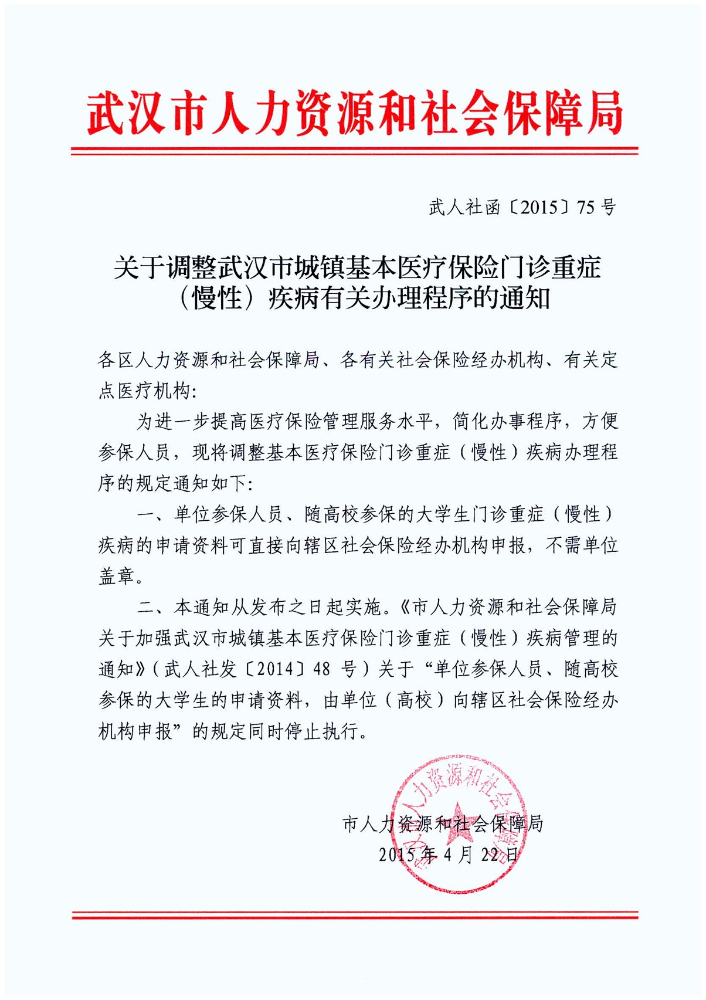 武汉市人力资源和社会保障局
武人社函〔2015〕75号
关于调整武汉市城镇基本医疗保险门诊重症
（慢性）疾病有关办理程序的通知
各区人力资源和社会保障局、各有关社会保险经办机构、有关定
点医疗机构：
为进一步提高医疗保险管理服务水平，简化办事程序，方便
参保人员，现将调整基本医疗保险门诊重症（慢性）疾病办理程
序的规定通知如下：
一、单位参保人员、随高校参保的大学生门诊重症（慢性）
疾病的申请资料可直接向辖区社会保险经办机构申报，不需单位
盖章。
二、本通知从发布之日起实施。《市人力资源和社会保障局
关于加强武汉市城镇基本医疗保险门诊重症（慢性）疾病管理的
通知》（武人社发〔2014〕48 号）关于“单位参保人员、随高校
参保的大学生的申请资料，由单位（高校）向辖区社会保险经办
机构申报”的规定同时停止执行。
市人力资源和社会保障局
2015年4月22日
武汉市人力资源和社会保障局